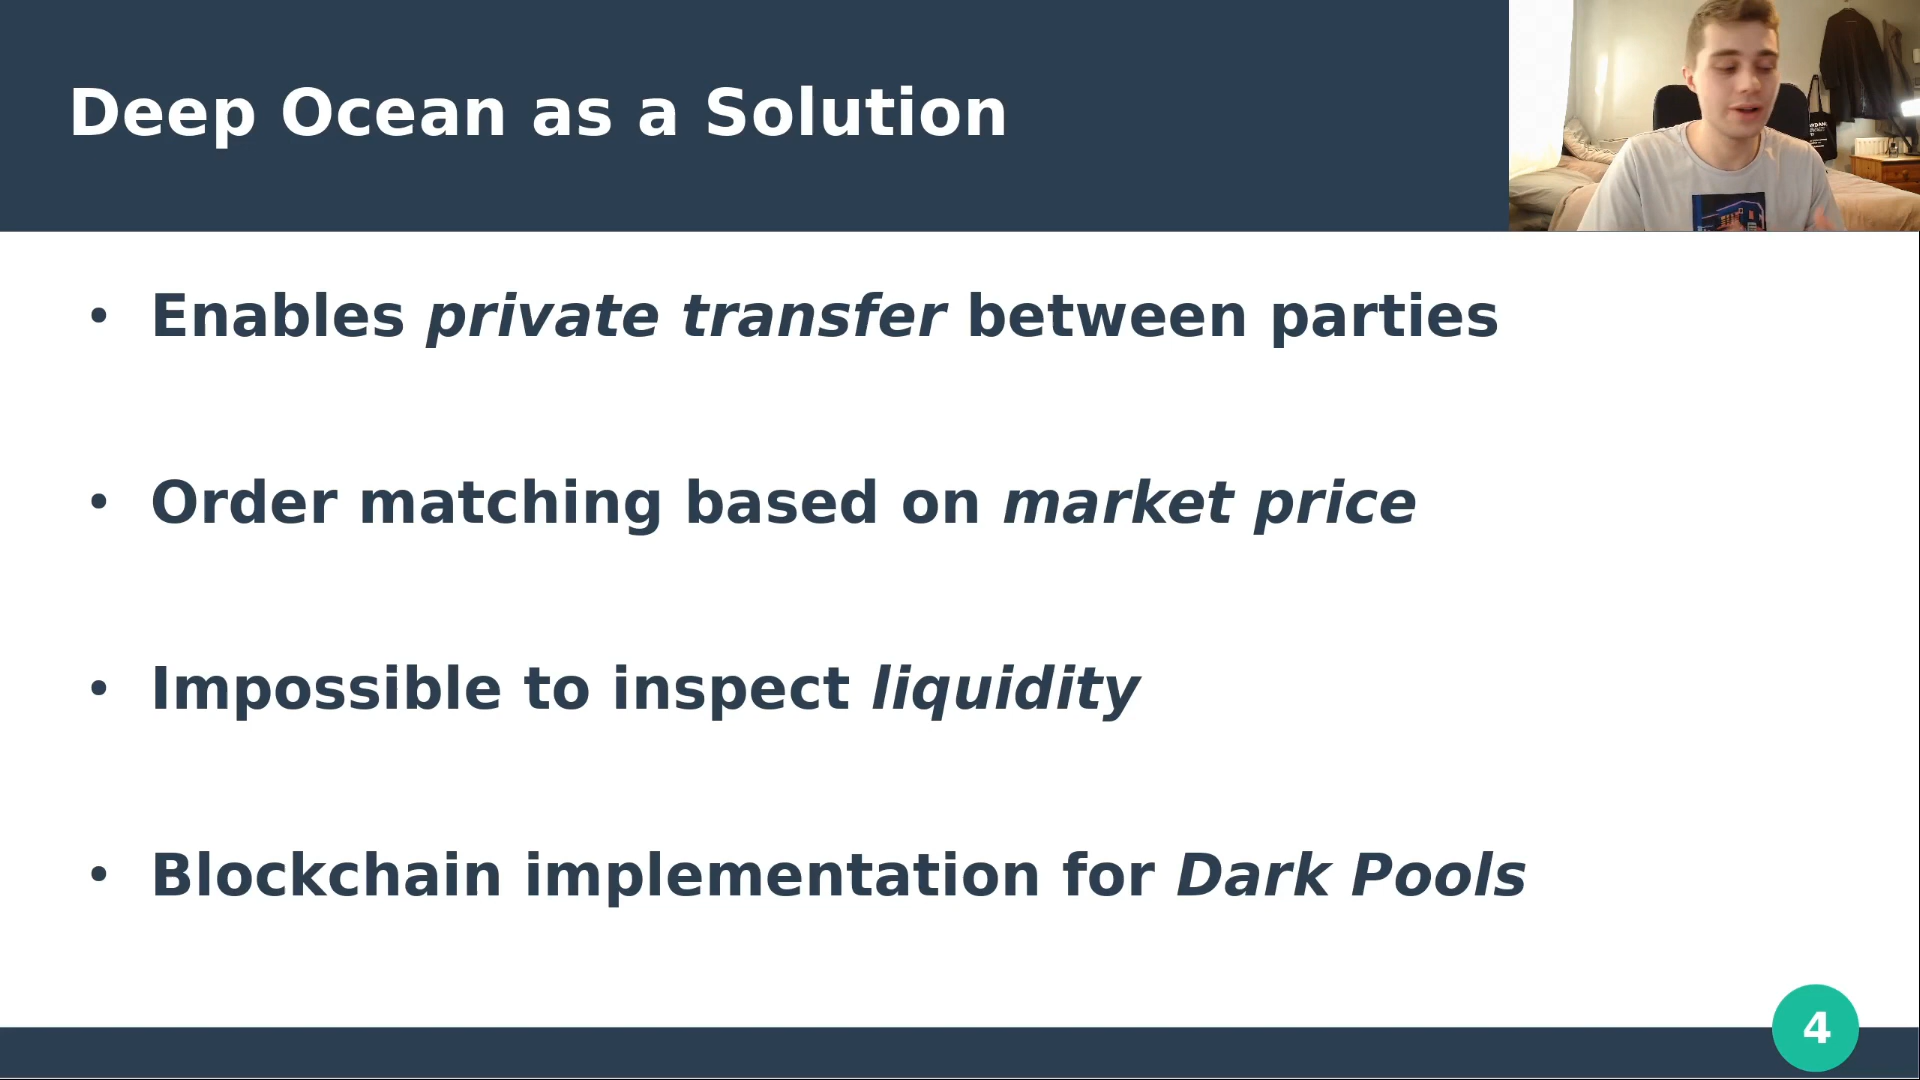 Deep Ocean as a Solution
• Enables private transfer between parties
• Order matching based on market price
• Impossible to inspect liquidity
• Blockchain implementation for Dark Pools
4